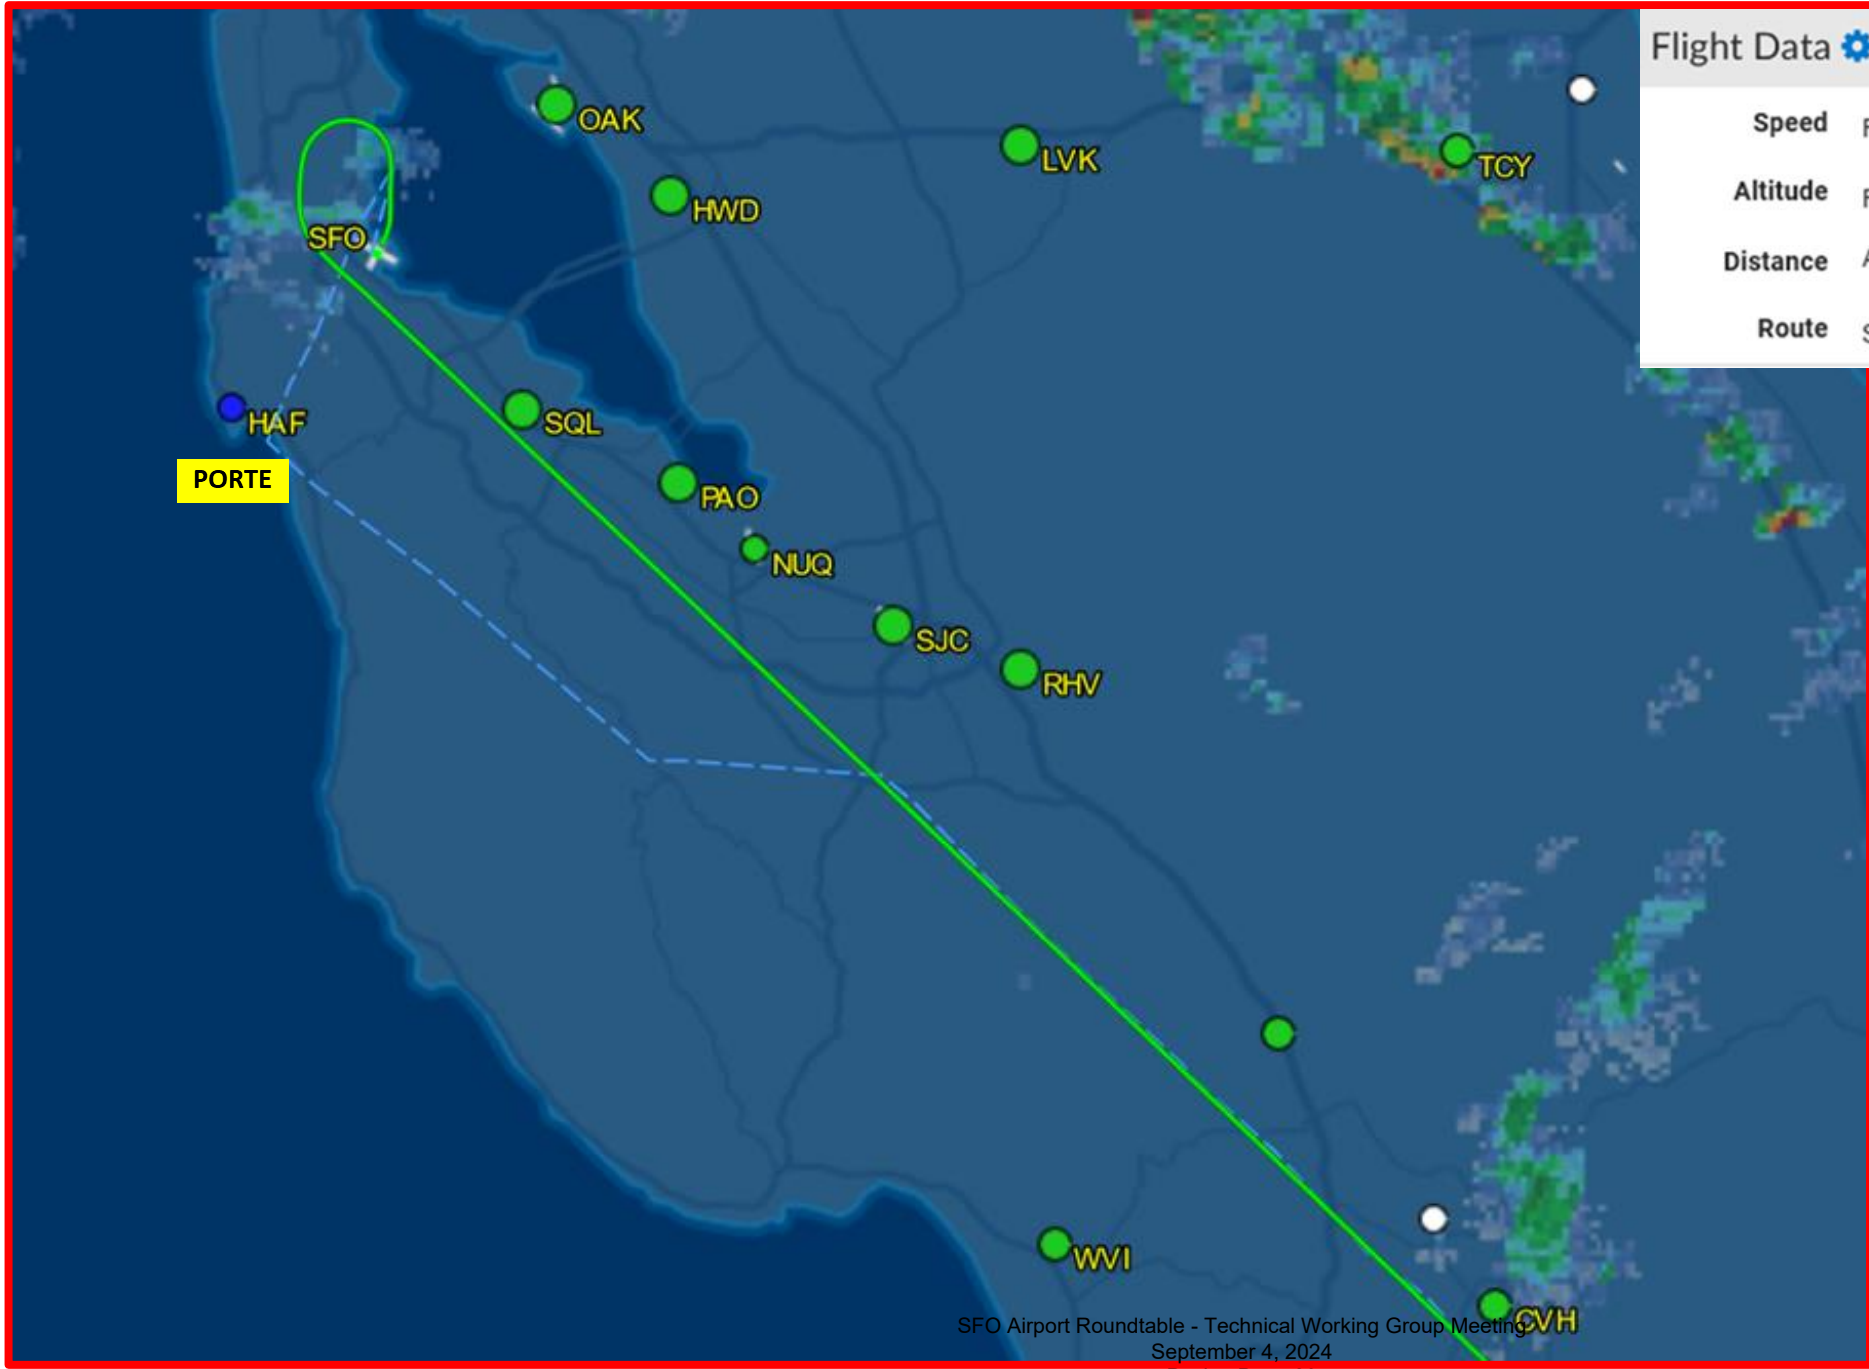 Flight Data
Speed
Altitude
Distance
Route
OAK
LVK
TCY
HWD
SFO
HAF
SQL
PORTE
PAO
NUQ
SJC
RHV
WVI
CVH
SFO Airport Roundtable - Technical Working Group Meeting
September 4, 2024